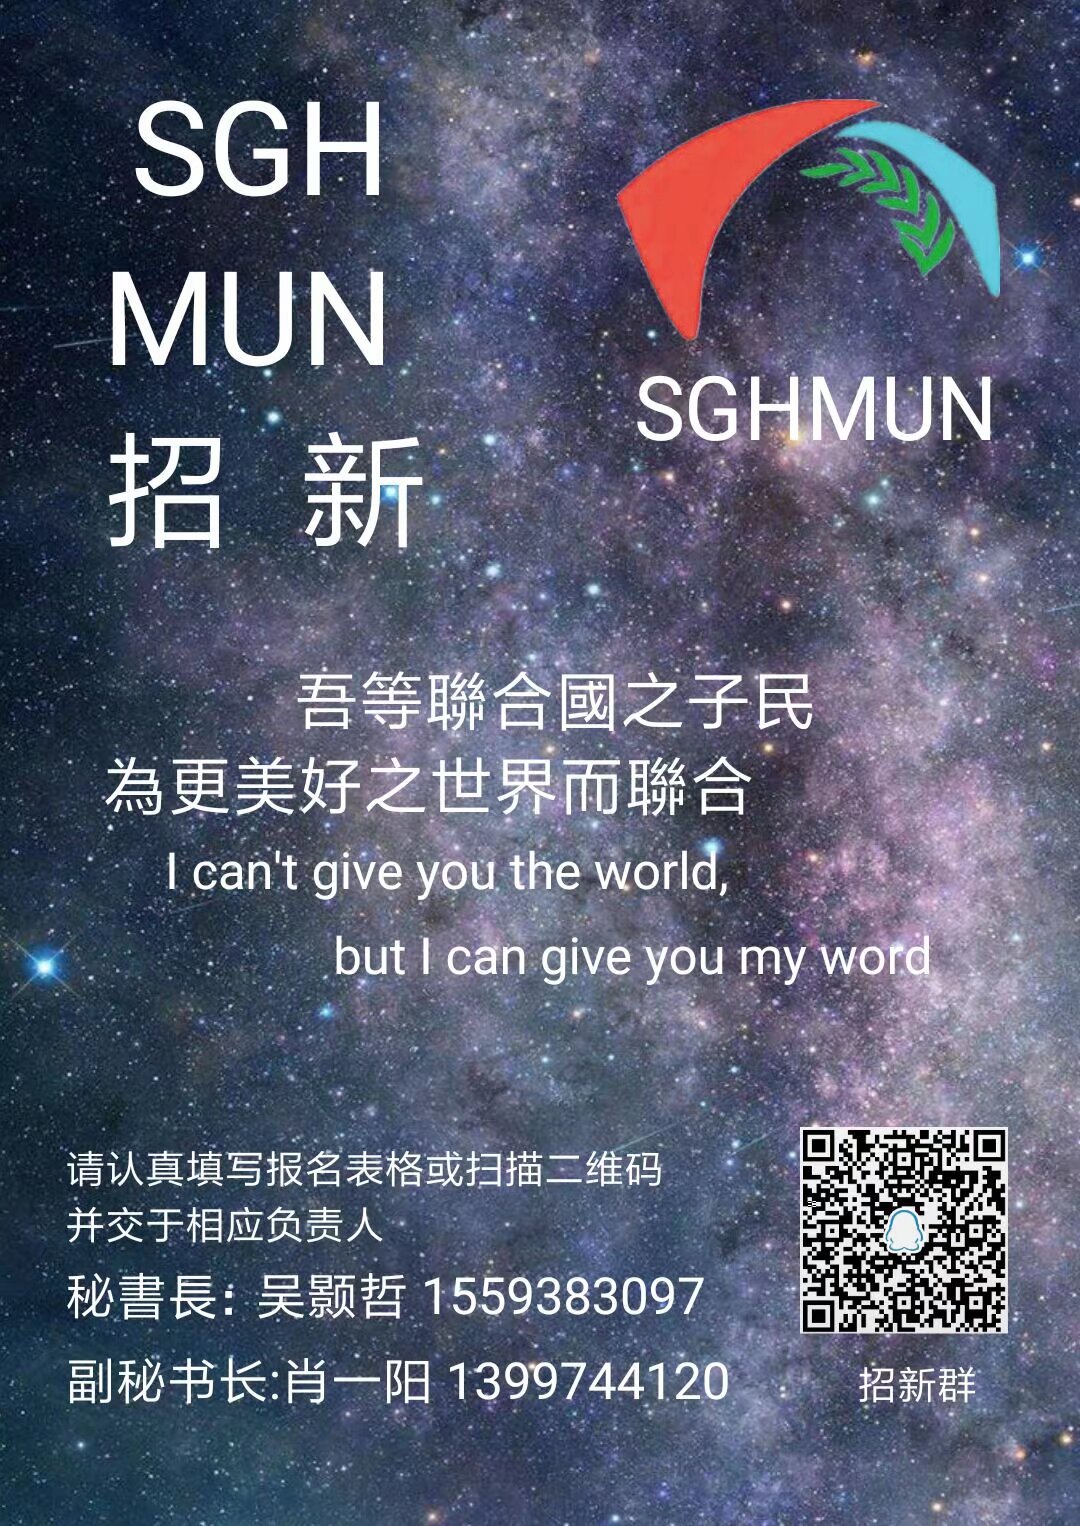 SGH
MUN
招 新
SGHMUN
吾等聯合國之子民
為更美好之世界而聯合
I can't give you the world,
but I can give you my word
请认真填写报名表格或扫描二维码
并交于相应负责人
秘書長：吴颢哲 1559383097
副秘书长:肖一阳 1399744120
招新群